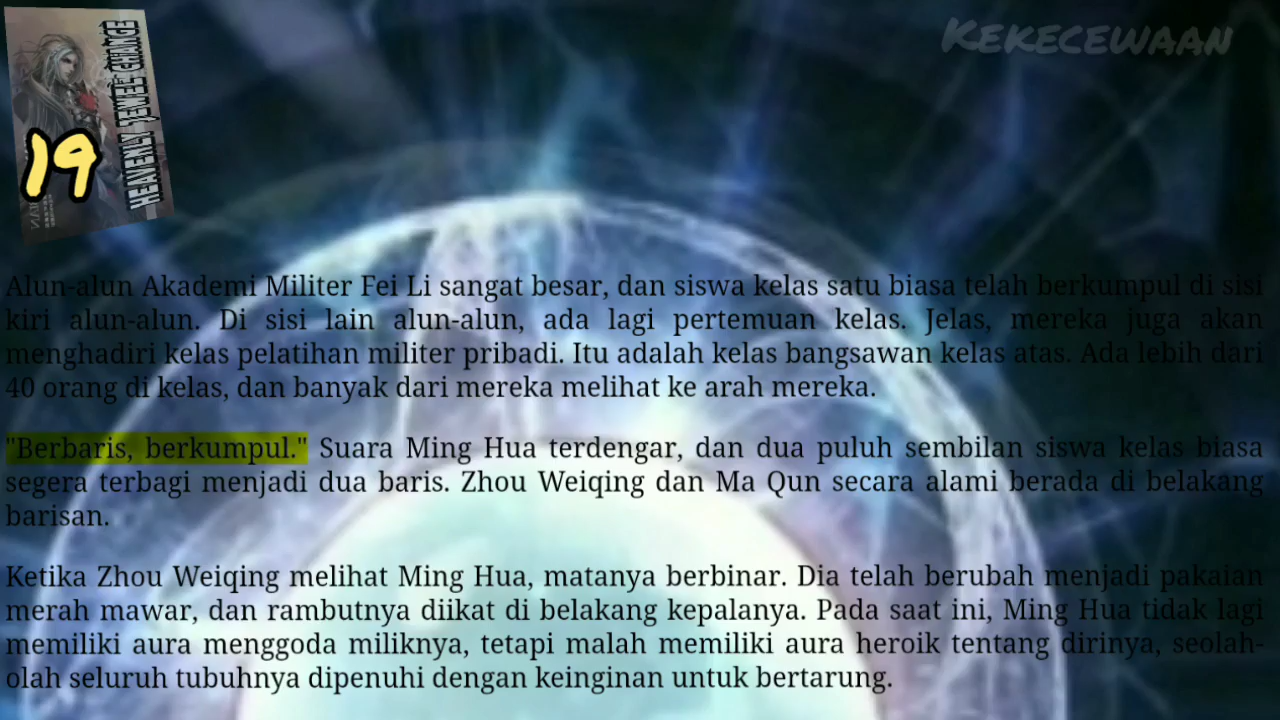 Kekecewaan
HEAVENLY JEWEL CHANGE
19
Alun-alun Akademi Militer Fei Li sangat besar, dan siswa kelas satu biasa telah berkumpul di sisi
kiri alun-alun. Di sisi lain alun-alun, ada lagi pertemuan kelas. Jelas, mereka juga akan
menghadiri kelas pelatihan militer pribadi. Itu adalah kelas bangsawan kelas atas. Ada lebih dari
40 orang di kelas, dan banyak dari mereka melihat ke arah mereka.
"Berbaris, berkumpul." Suara Ming Hua terdengar, dan dua puluh sembilan siswa kelas biasa
segera terbagi menjadi dua baris. Zhou Weiqing dan Ma Qun secara alami berada di belakang
barisan.
Ketika Zhou Weiqing melihat Ming Hua, matanya berbinar. Dia telah berubah menjadi pakaian
merah mawar, dan rambutnya diikat di belakang kepalanya. Pada saat ini, Ming Hua tidak lagi
memiliki aura menggoda miliknya, tetapi malah memiliki aura heroik tentang dirinya, seolah-
olah seluruh tubuhnya dipenuhi dengan keinginan untuk bertarung.